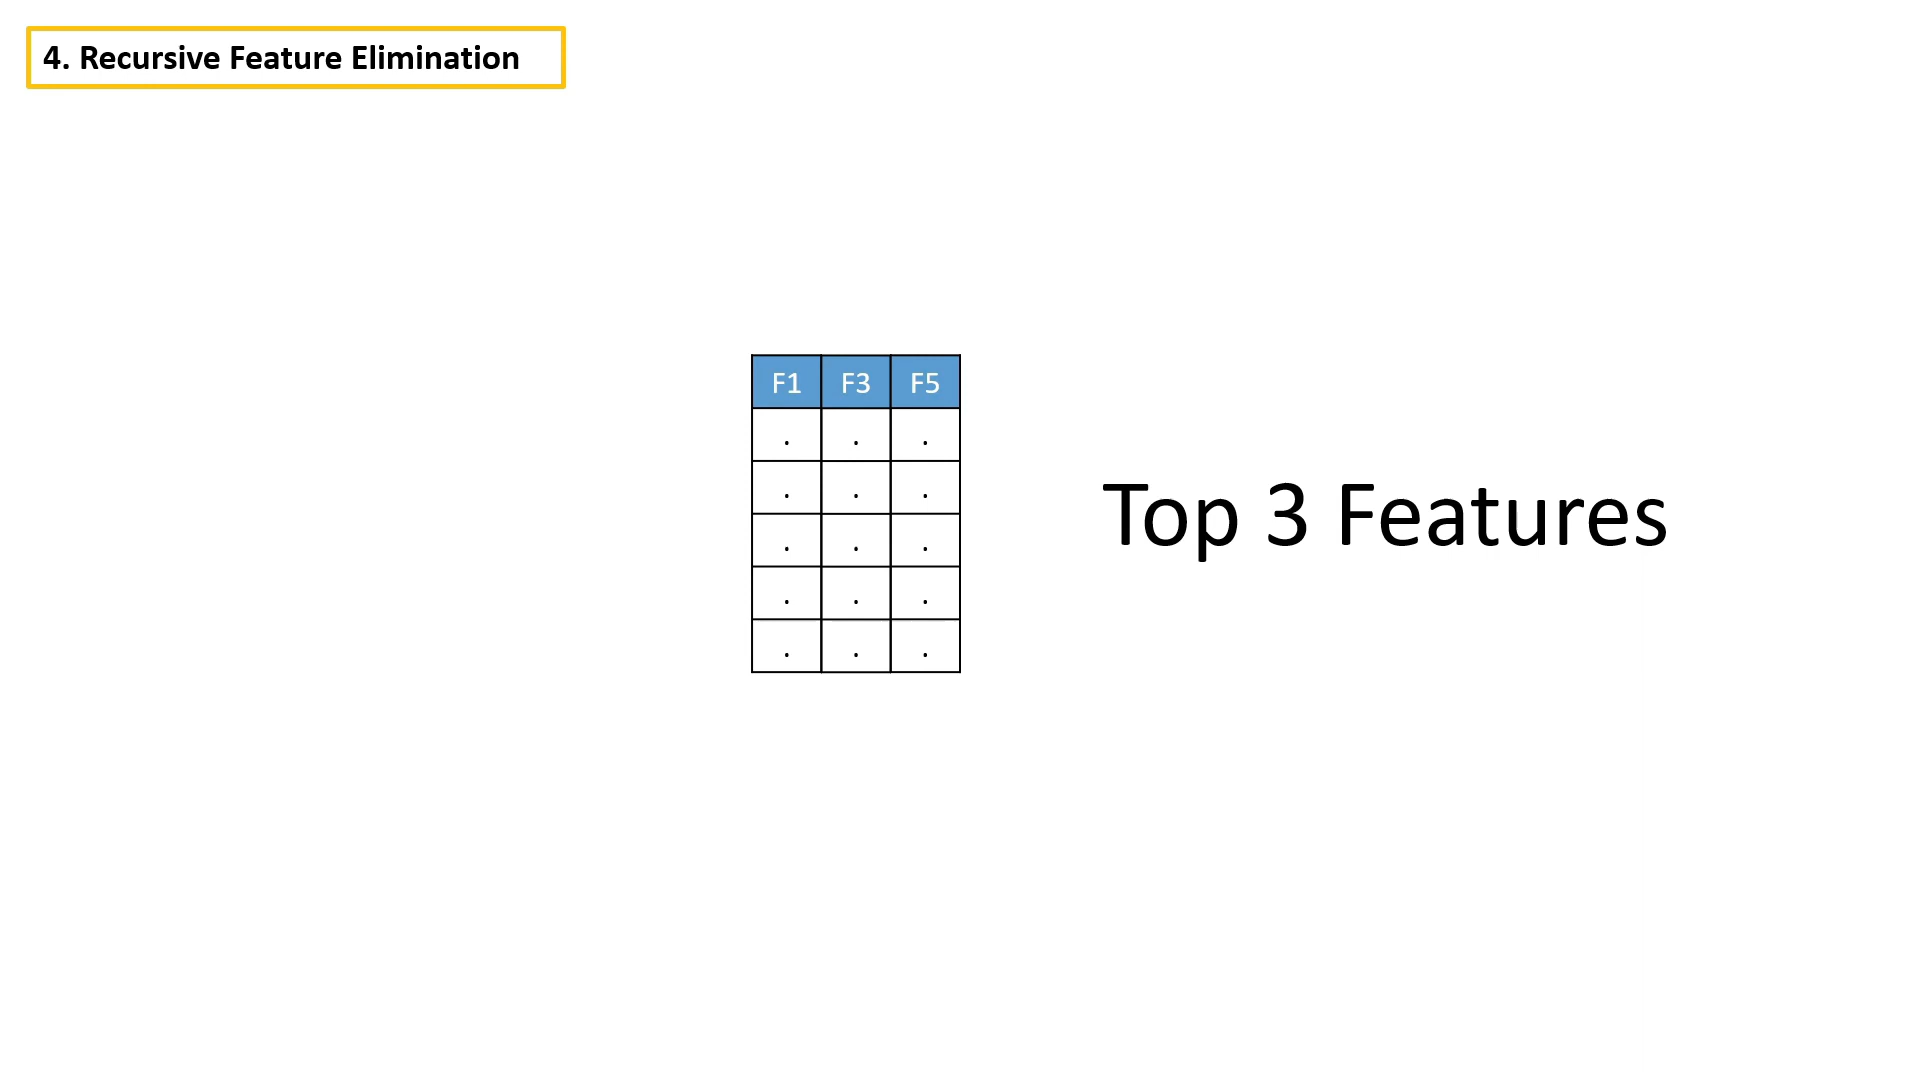 4. Recursive Feature Elimination
F1 F3 F5
. . .
. . .
. . .
. . .
. . .
Top 3 Features